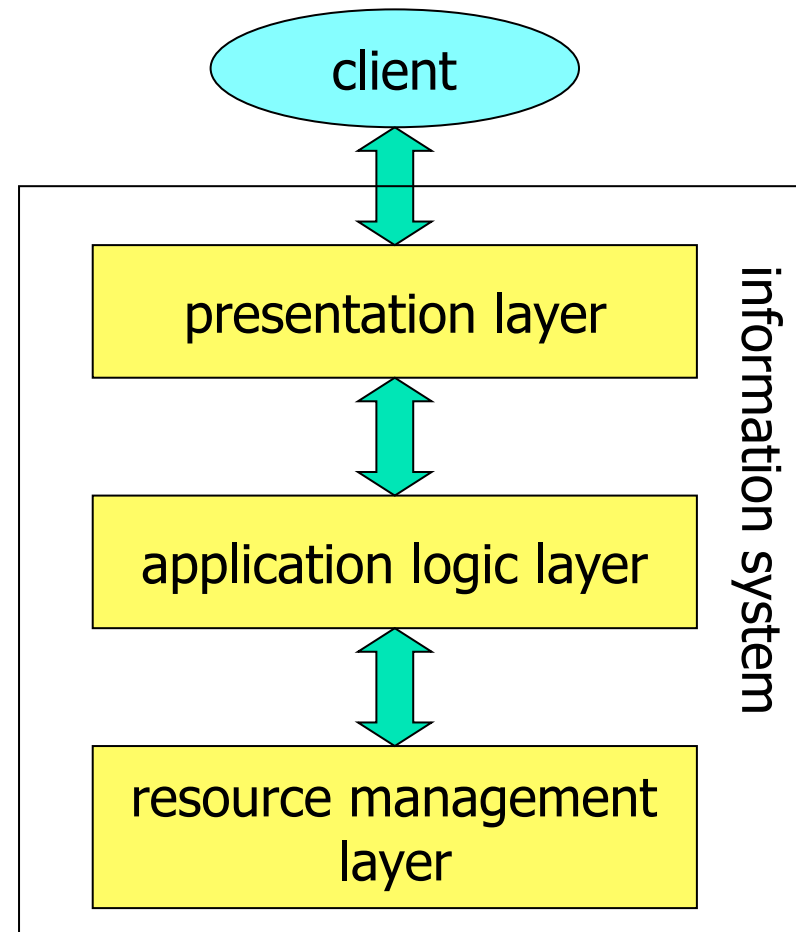 client
presentation layer
information system
application logic layer
resource management
layer